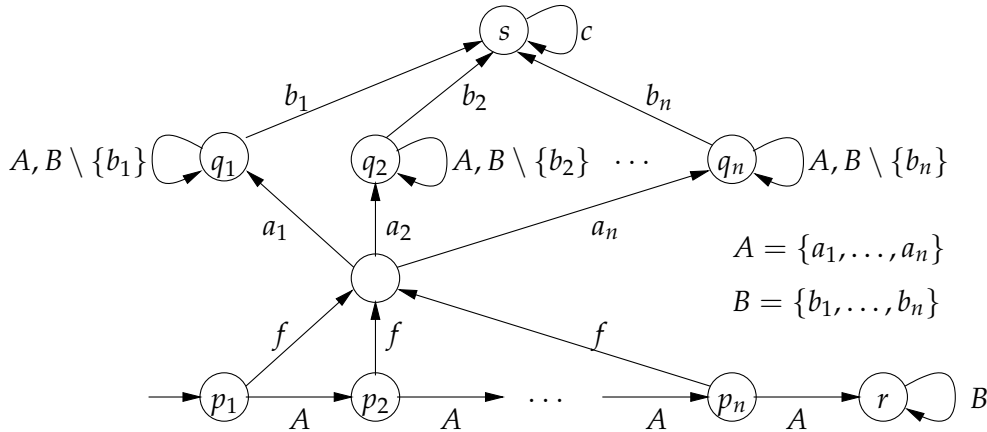 s c
b₁ b₂ bₙ
A, B \ {b₁} q₁ q₂ A, B \ {b₂} ··· qₙ A, B \ {bₙ}
a₁ a₂ aₙ
A = {a₁, . . . , aₙ}
B = {b₁, . . . , bₙ}
f f f
p₁ p₂ ··· pₙ r B
A A A A